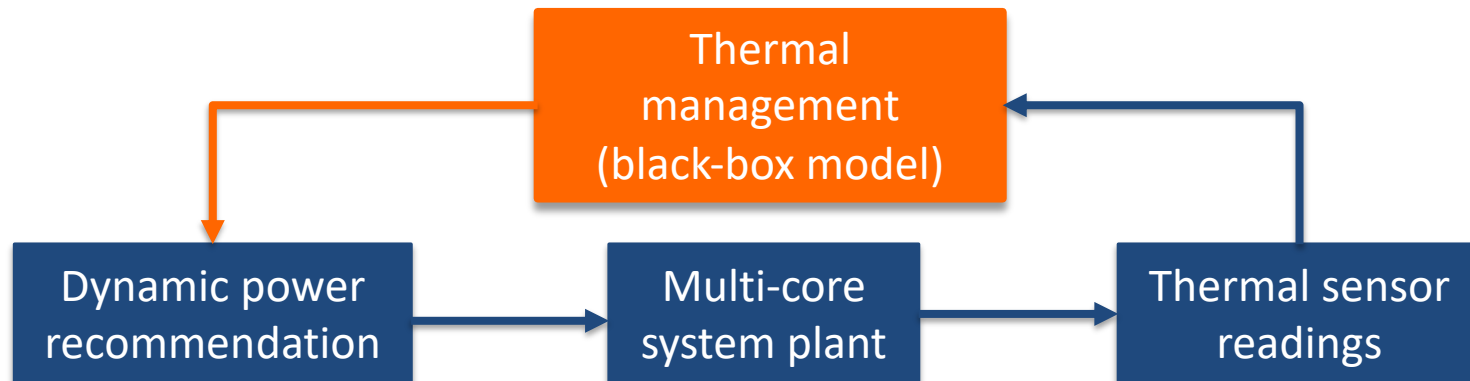 Thermal
management
(black-box model)
Dynamic power
recommendation
Multi-core
system plant
Thermal sensor
readings